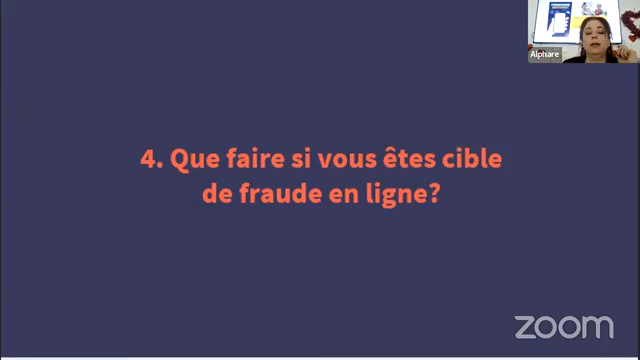 Alphare
4. Que faire si vous êtes cible
de fraude en ligne?
zoom